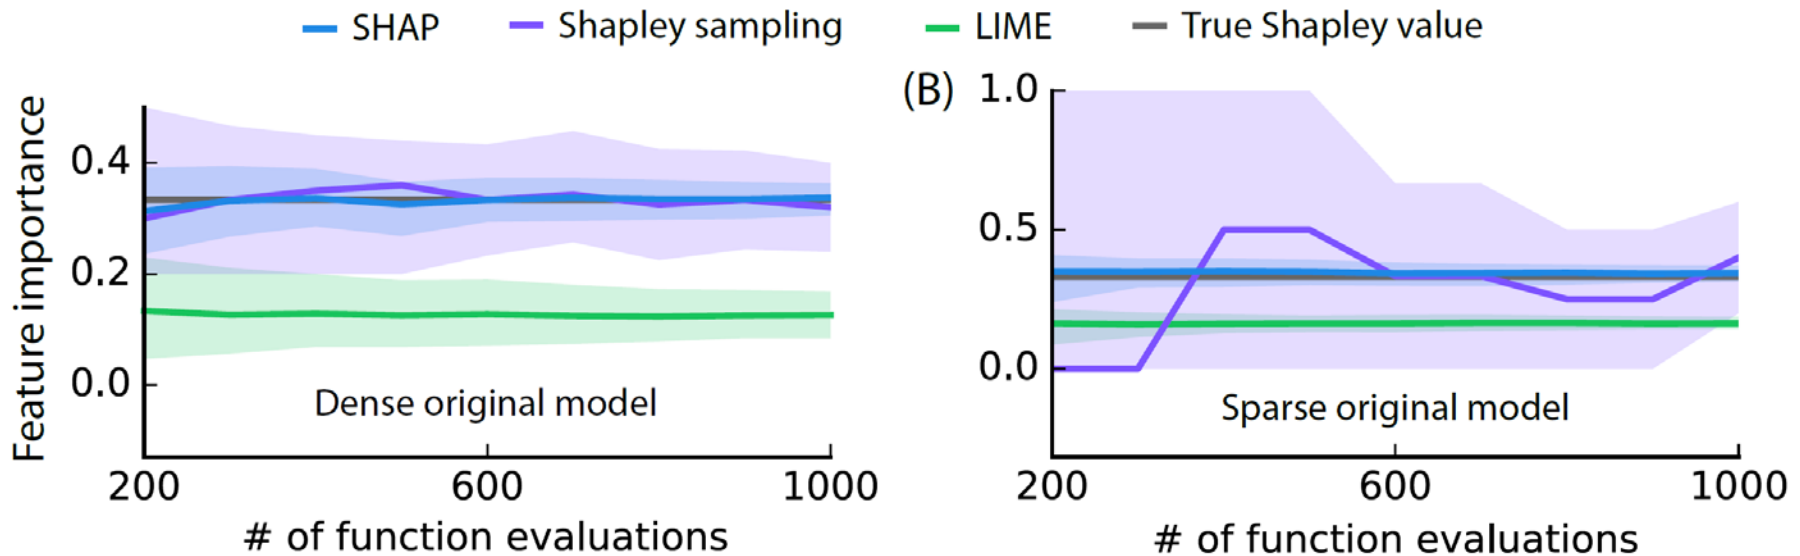 SHAP
Shapley sampling
LIME
True Shapley value
Feature importance
0.4
0.2
0.0
Dense original model
200
600
1000
# of function evaluations
(B)
1.0
0.5
0.0
Sparse original model
200
600
1000
# of function evaluations